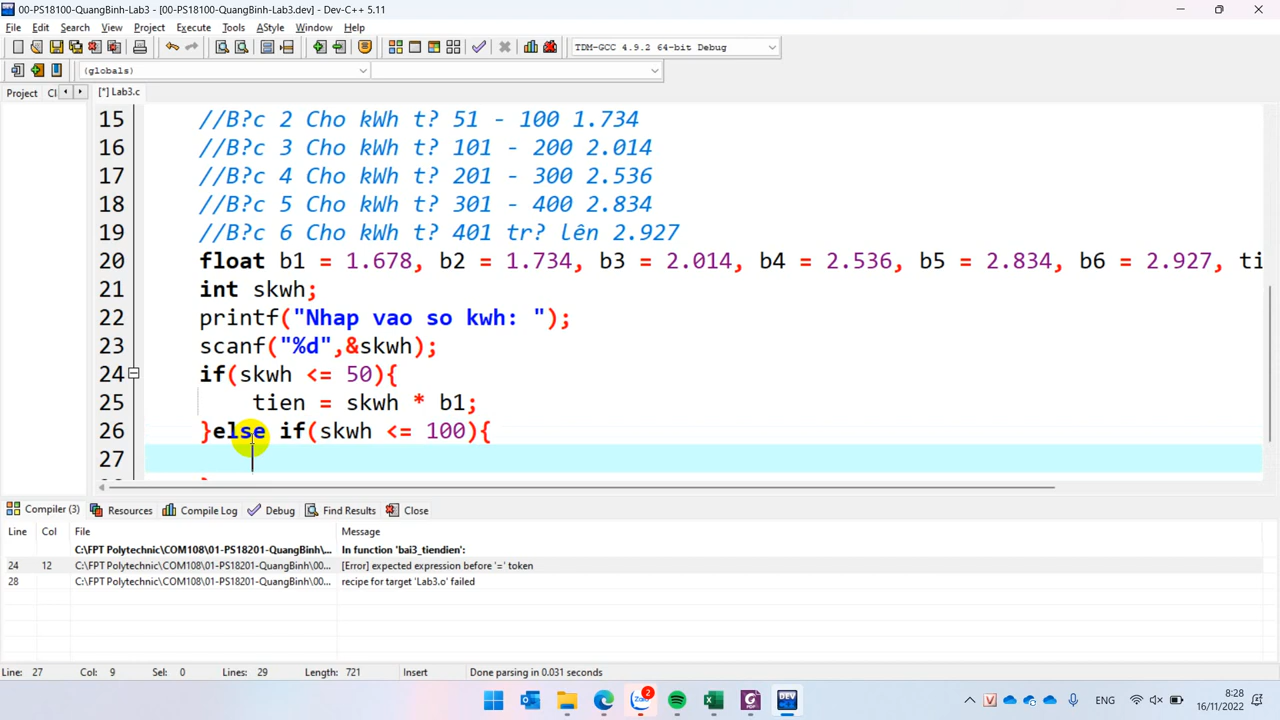 00-PS18100-QuangBinh-Lab3 - [00-PS18100-QuangBinh-Lab3.dev] - Dev-C++ 5.11
File Edit Search View Project Execute Tools AStyle Window Help
TDM-GCC 4.9.2 64-bit Debug
(globals)
Project Cl [*] Lab3.c
15 //B?c 2 Cho kWh t? 51 - 100 1.734
16 //B?c 3 Cho kWh t? 101 - 200 2.014
17 //B?c 4 Cho kWh t? 201 - 300 2.536
18 //B?c 5 Cho kWh t? 301 - 400 2.834
19 //B?c 6 Cho kWh t? 401 tr? lên 2.927
20 float b1 = 1.678, b2 = 1.734, b3 = 2.014, b4 = 2.536, b5 = 2.834, b6 = 2.927, ti
21 int skwh;
22 printf("Nhap vao so kwh: ");
23 scanf("%d",&skwh);
24 if(skwh <= 50){
25 tien = skwh * b1;
26 }else if(skwh <= 100){
27
Compiler (3) Resources Compile Log Debug Find Results Close
Line Col File Message
C:\FPT Polytechnic\COM108\01-PS18201-QuangBinh\... In function 'bai3_tiendien':
24 12 C:\FPT Polytechnic\COM108\01-PS18201-QuangBinh\00... [Error] expected expression before '=' token
28 C:\FPT Polytechnic\COM108\01-PS18201-QuangBinh\00... recipe for target 'Lab3.o' failed
Line: 27 Col: 9 Sel: 0 Lines: 29 Length: 721 Insert Done parsing in 0.031 seconds
Zalo 2 PDF DEV V ENG 8:28
16/11/2022